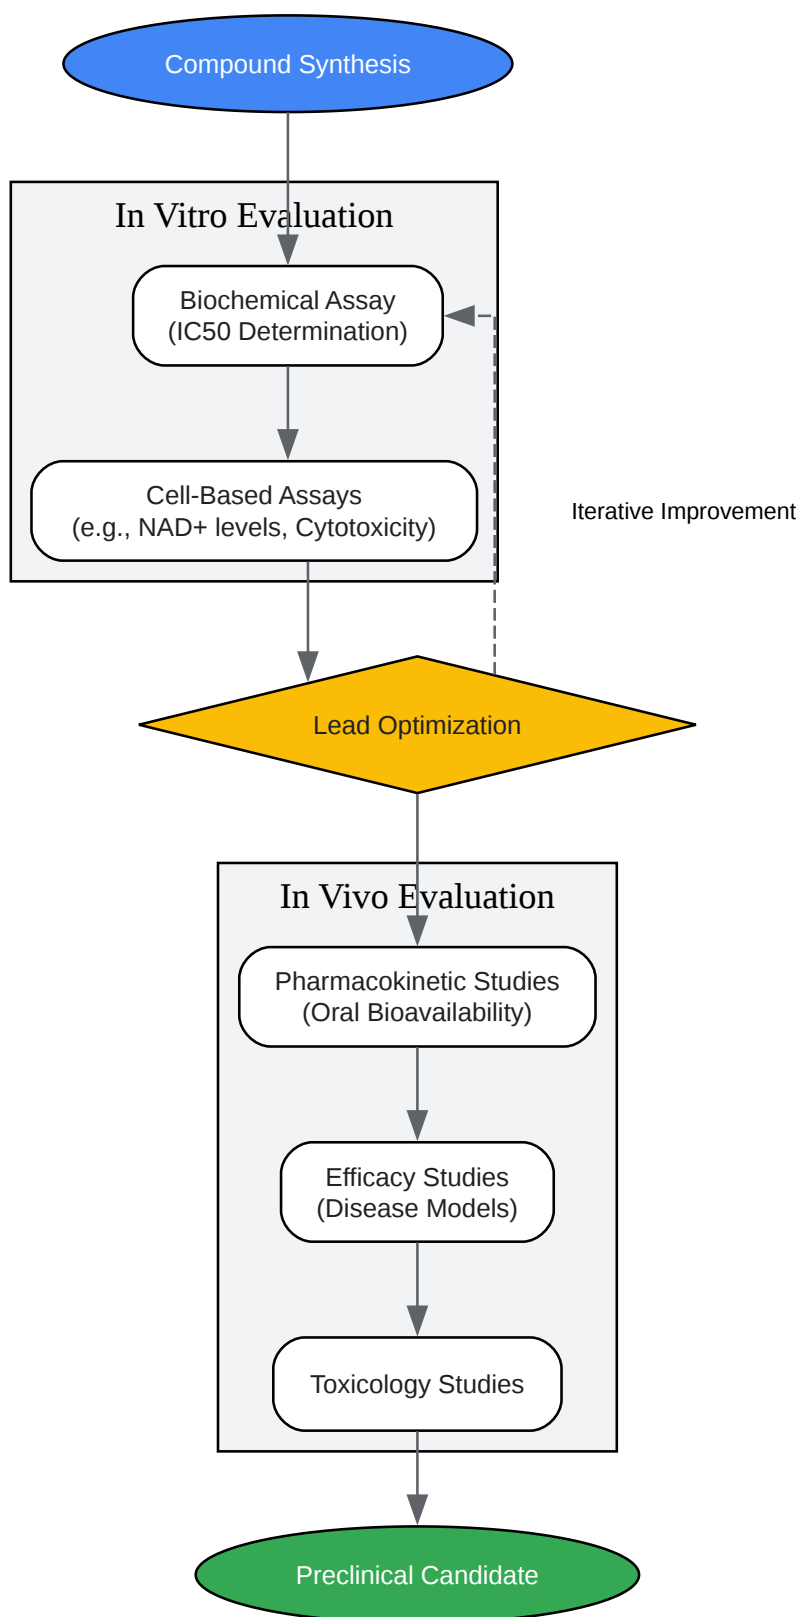 Compound Synthesis
In Vitro Evaluation
Biochemical Assay
(IC50 Determination)
Cell-Based Assays
(e.g., NAD+ levels, Cytotoxicity)
Iterative Improvement
Lead Optimization
In Vivo Evaluation
Pharmacokinetic Studies
(Oral Bioavailability)
Efficacy Studies
(Disease Models)
Toxicology Studies
Preclinical Candidate